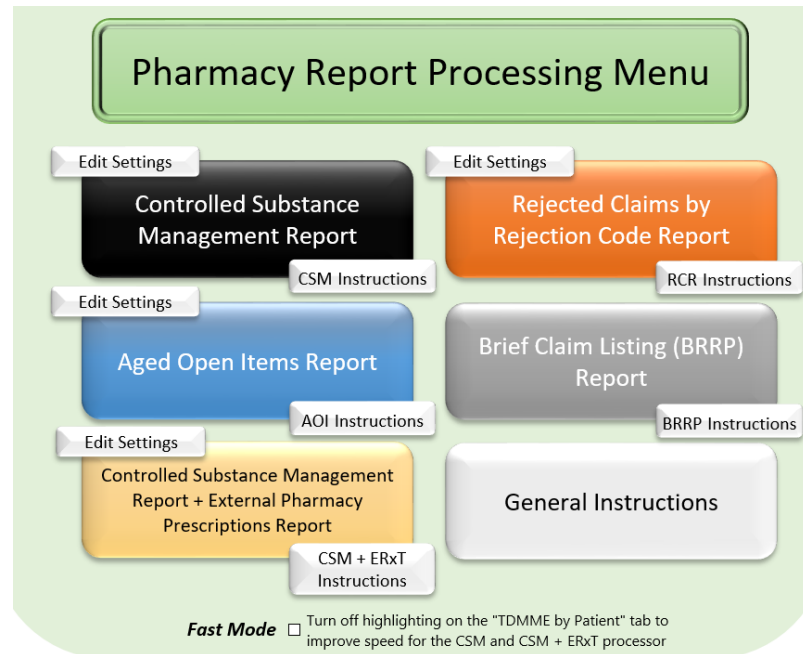 Pharmacy Report Processing Menu
Edit Settings
Controlled Substance
Management Report
CSM Instructions
Edit Settings
Rejected Claims by
Rejection Code Report
RCR Instructions
Edit Settings
Aged Open Items Report
AOI Instructions
Brief Claim Listing (BRRP)
Report
BRRP Instructions
Edit Settings
Controlled Substance Management
Report + External Pharmacy
Prescriptions Report
CSM + ERxT
Instructions
General Instructions
Fast Mode
Turn off highlighting on the "TDMME by Patient" tab to
improve speed for the CSM and CSM + ERxT processor